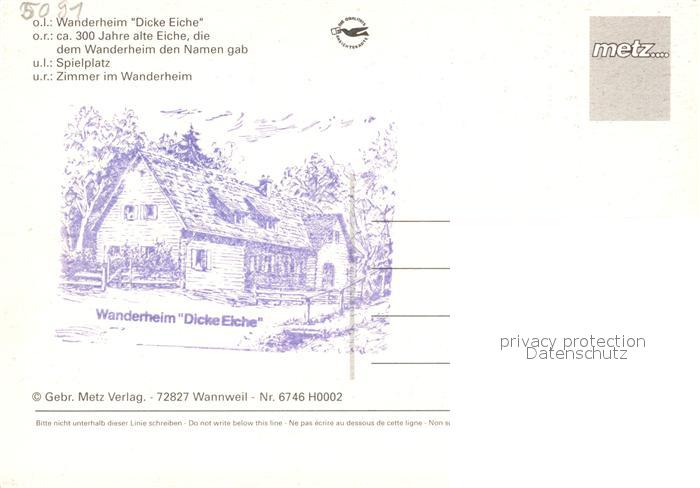 5091
o.l.: Wanderheim "Dicke Eiche"
o.r.: ca. 300 Jahre alte Eiche, die
dem Wanderheim den Namen gab
u.l.: Spielplatz
u.r.: Zimmer im Wanderheim
metz....
Wanderheim "Dicke Eiche"
privacy protection
Datenschutz
© Gebr. Metz Verlag. - 72827 Wannweil - Nr. 6746 H0002
Bitte nicht unterhalb dieser Linie schreiben - Do not write below this line - Ne pas écrire au dessous de cette ligne - Non